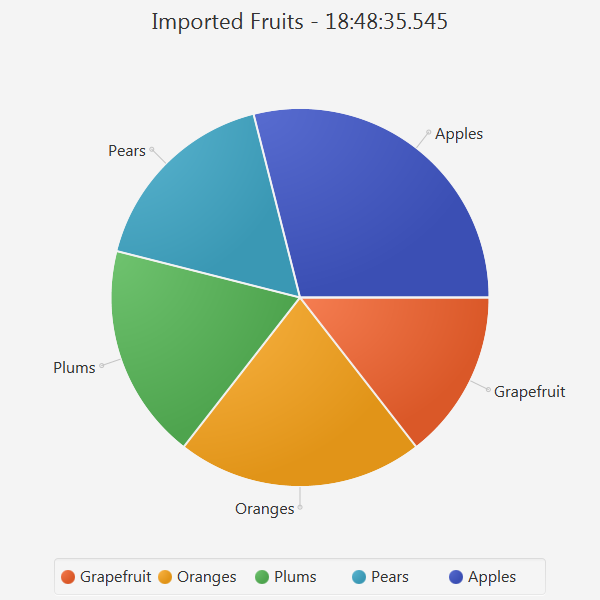 Imported Fruits - 18:48:35.545
Apples
Pears
Plums
Grapefruit
Oranges
Grapefruit Oranges Plums Pears Apples